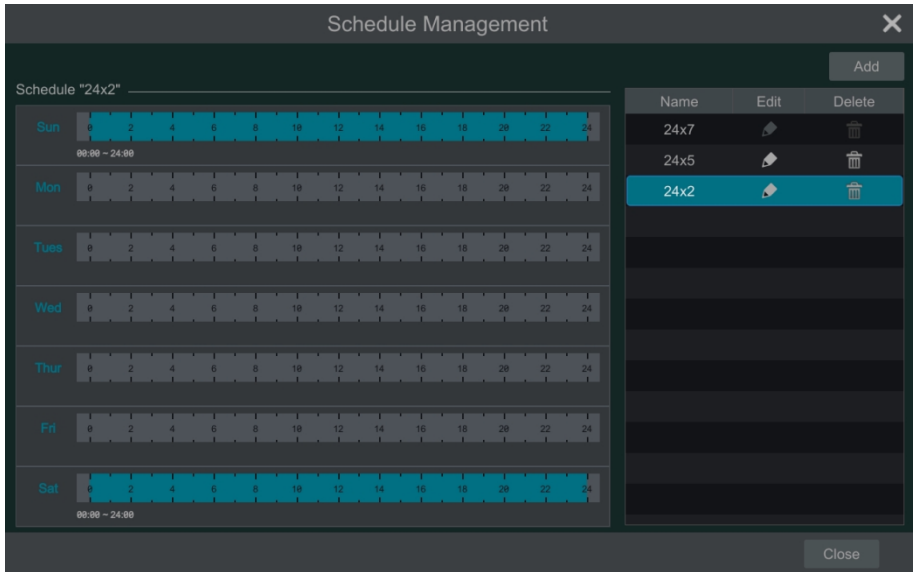 Schedule Management
Add
Schedule "24x2"
Sun 0 2 4 6 8 10 12 14 16 18 20 22 24
00:00 ~ 24:00
Mon 0 2 4 6 8 10 12 14 16 18 20 22 24
Tues 0 2 4 6 8 10 12 14 16 18 20 22 24
Wed 0 2 4 6 8 10 12 14 16 18 20 22 24
Thur 0 2 4 6 8 10 12 14 16 18 20 22 24
Fri 0 2 4 6 8 10 12 14 16 18 20 22 24
Sat 0 2 4 6 8 10 12 14 16 18 20 22 24
00:00 ~ 24:00
Name Edit Delete
24x7
24x5
24x2
Close